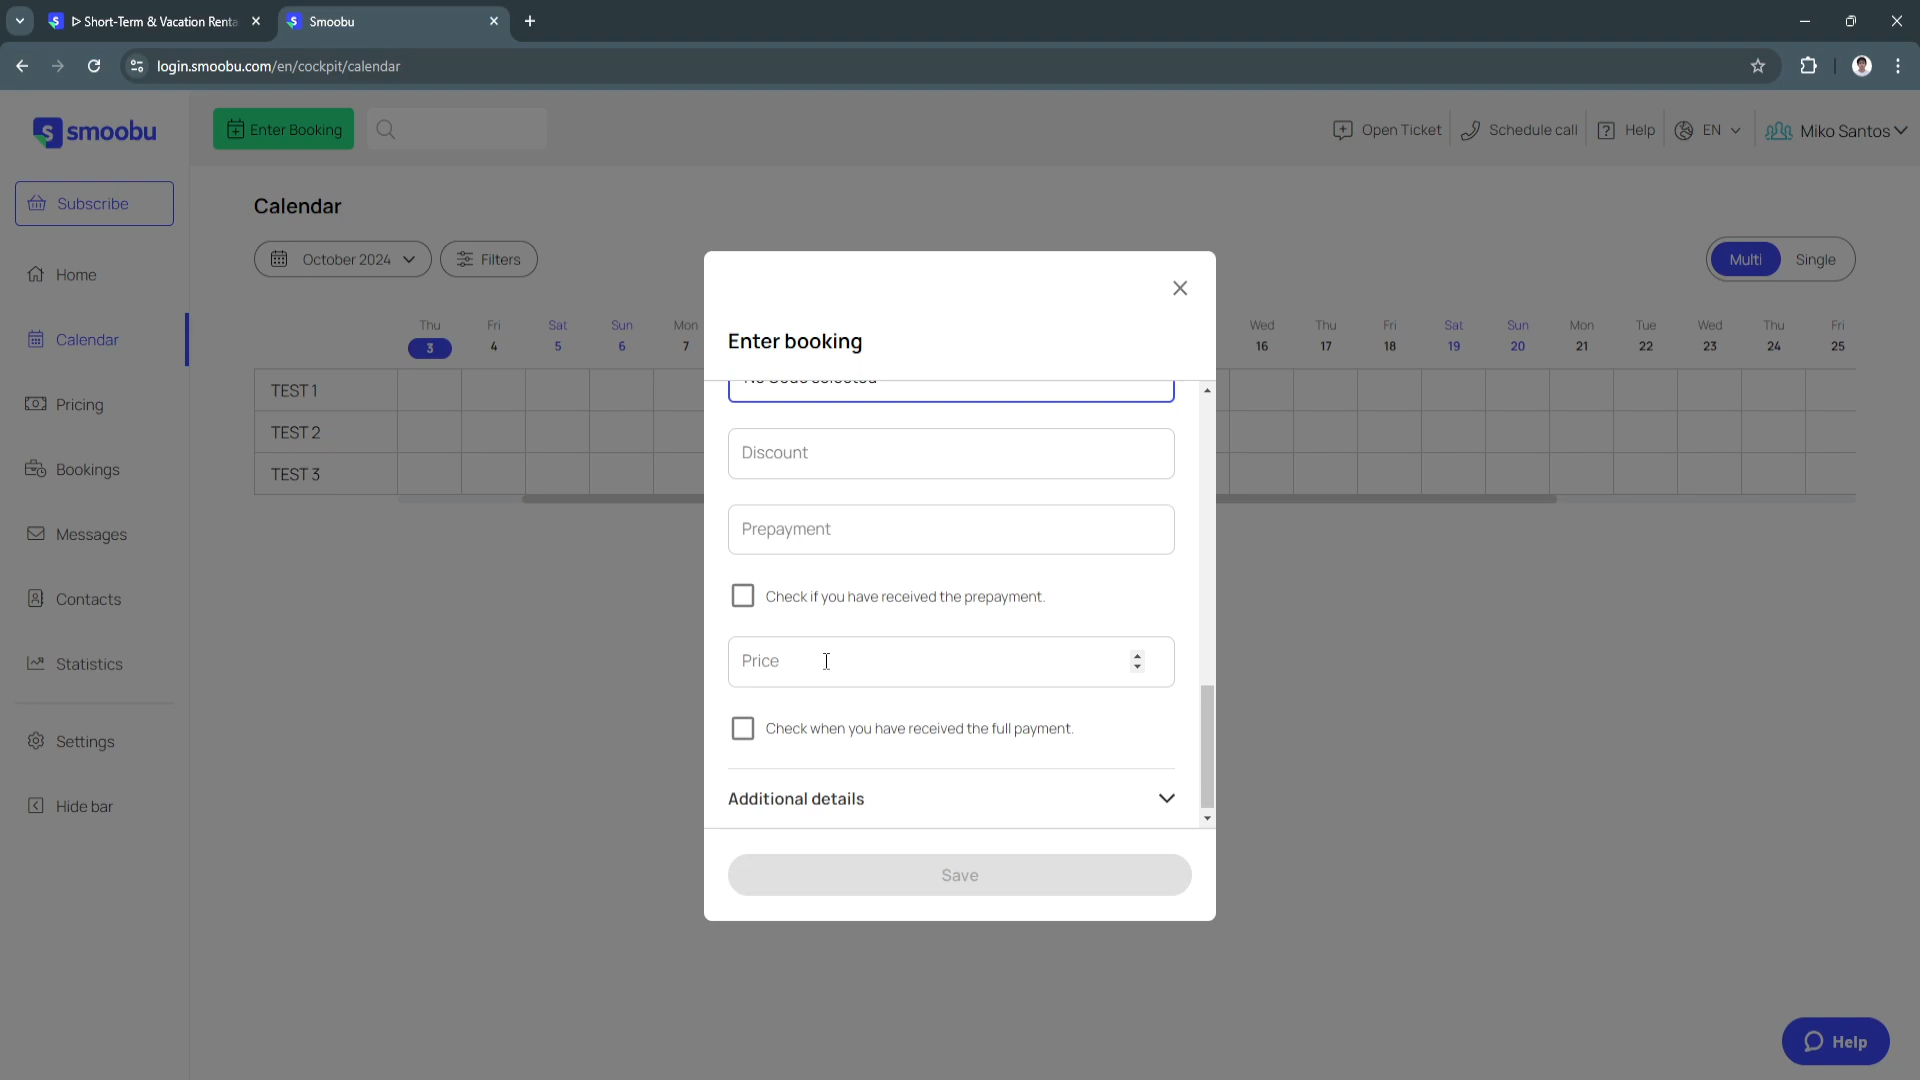 ▷ Short-Term & Vacation Renta
Smoobu
login.smoobu.com/en/cockpit/calendar
smoobu
Enter Booking
Open Ticket
Schedule call
Help
EN
Miko Santos
Subscribe
Home
Calendar
Pricing
Bookings
Messages
Contacts
Statistics
Settings
Hide bar
Calendar
October 2024
Filters
Multi
Single
Thu Fri Sat Sun Mon Wed Thu Fri Sat Sun Mon Tue Wed Thu Fri
3 4 5 6 7 16 17 18 19 20 21 22 23 24 25
TEST 1
TEST 2
TEST 3
Enter booking
Discount
Prepayment
Check if you have received the prepayment.
Price
Check when you have received the full payment.
Additional details
Save
Help